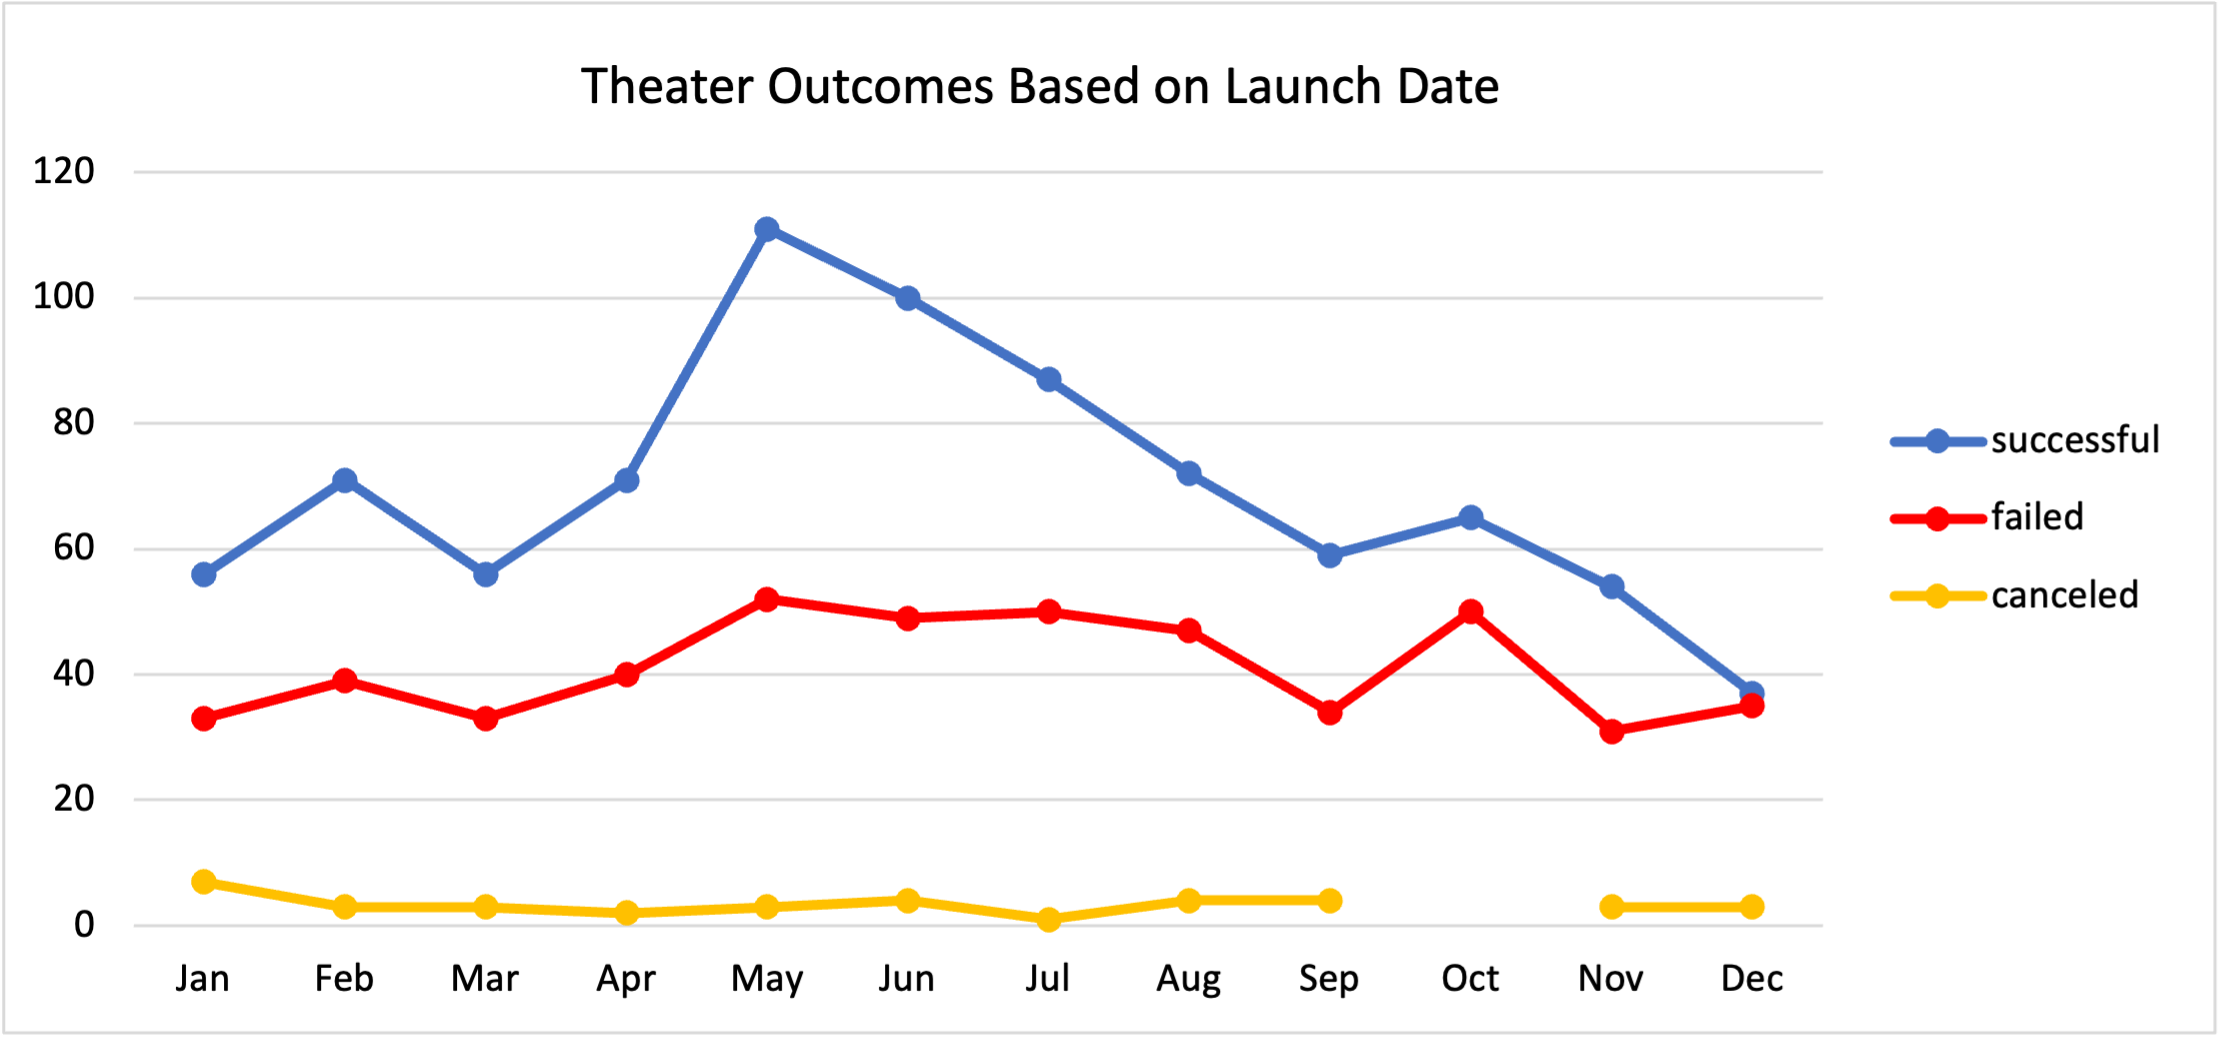 Theater Outcomes Based on Launch Date
120
100
80
60
40
20
0
Jan Feb Mar Apr May Jun Jul Aug Sep Oct Nov Dec
successful
failed
canceled